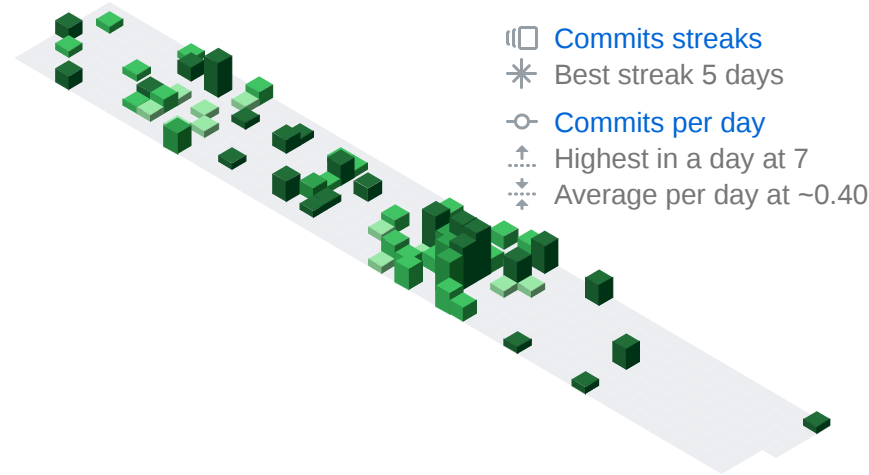 Commits streaks
Best streak 5 days
Commits per day
Highest in a day at 7
Average per day at ~0.40